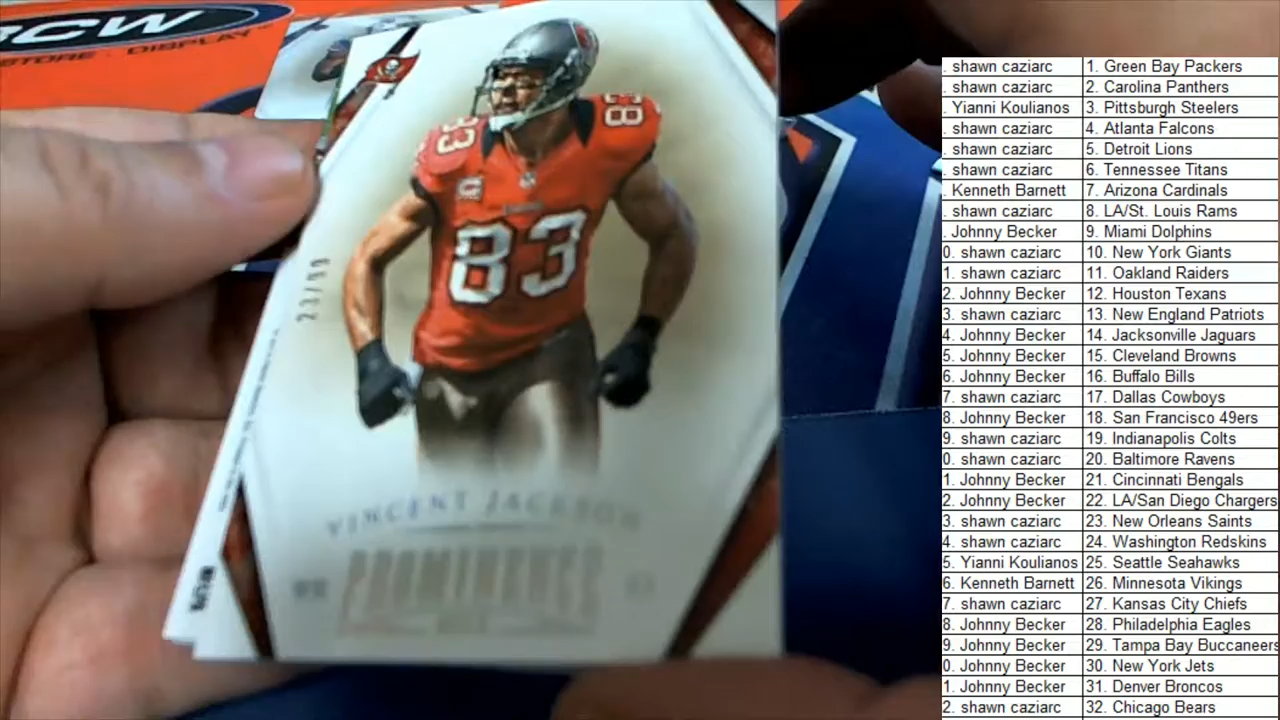 BCW
STORE · DISPLAY
83
83
83
C
23/99
VINCENT JACKSON
WR
PROMINENCE
. shawn caziarc 1. Green Bay Packers
. shawn caziarc 2. Carolina Panthers
. Yianni Koulianos 3. Pittsburgh Steelers
. shawn caziarc 4. Atlanta Falcons
. shawn caziarc 5. Detroit Lions
. shawn caziarc 6. Tennessee Titans
. Kenneth Barnett 7. Arizona Cardinals
. shawn caziarc 8. LA/St. Louis Rams
. Johnny Becker 9. Miami Dolphins
0. shawn caziarc 10. New York Giants
1. shawn caziarc 11. Oakland Raiders
2. Johnny Becker 12. Houston Texans
3. shawn caziarc 13. New England Patriots
4. Johnny Becker 14. Jacksonville Jaguars
5. Johnny Becker 15. Cleveland Browns
6. Johnny Becker 16. Buffalo Bills
7. shawn caziarc 17. Dallas Cowboys
8. Johnny Becker 18. San Francisco 49ers
9. shawn caziarc 19. Indianapolis Colts
0. shawn caziarc 20. Baltimore Ravens
1. Johnny Becker 21. Cincinnati Bengals
2. Johnny Becker 22. LA/San Diego Chargers
3. shawn caziarc 23. New Orleans Saints
4. shawn caziarc 24. Washington Redskins
5. Yianni Koulianos 25. Seattle Seahawks
6. Kenneth Barnett 26. Minnesota Vikings
7. shawn caziarc 27. Kansas City Chiefs
8. Johnny Becker 28. Philadelphia Eagles
9. Johnny Becker 29. Tampa Bay Buccaneers
0. Johnny Becker 30. New York Jets
1. Johnny Becker 31. Denver Broncos
2. shawn caziarc 32. Chicago Bears